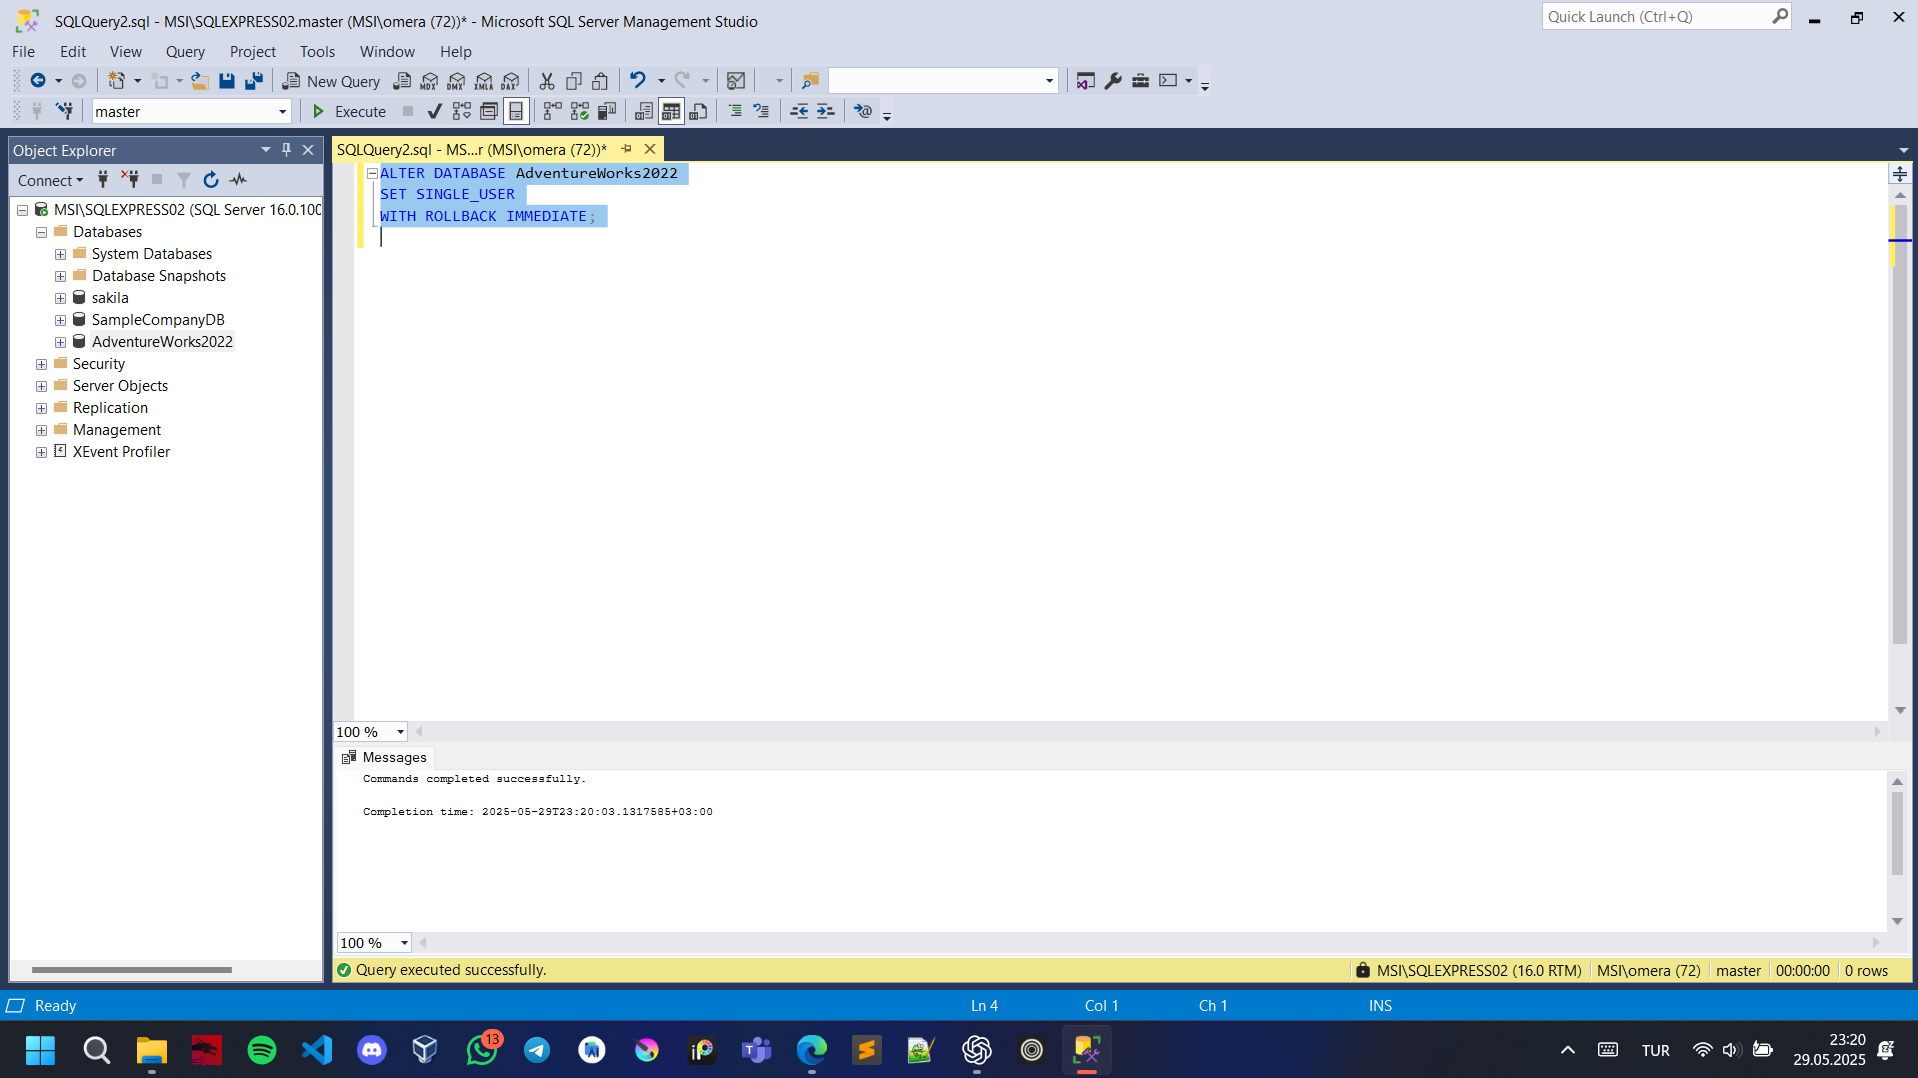 SQLQuery2.sql - MSI\SQLEXPRESS02.master (MSI\omera (72))* - Microsoft SQL Server Management Studio
Quick Launch (Ctrl+Q)
File Edit View Query Project Tools Window Help
New Query MDX DMX XMLA DAX
master Execute
Object Explorer
SQLQuery2.sql - MS...r (MSI\omera (72))*
Connect
MSI\SQLEXPRESS02 (SQL Server 16.0.100
Databases
System Databases
Database Snapshots
sakila
SampleCompanyDB
AdventureWorks2022
Security
Server Objects
Replication
Management
XEvent Profiler
ALTER DATABASE AdventureWorks2022
SET SINGLE_USER
WITH ROLLBACK IMMEDIATE;
100 %
Messages
Commands completed successfully.
Completion time: 2025-05-29T23:20:03.1317585+03:00
100 %
Query executed successfully.
MSI\SQLEXPRESS02 (16.0 RTM) MSI\omera (72) master 00:00:00 0 rows
Ready Ln 4 Col 1 Ch 1 INS
13
TUR
23:20
29.05.2025